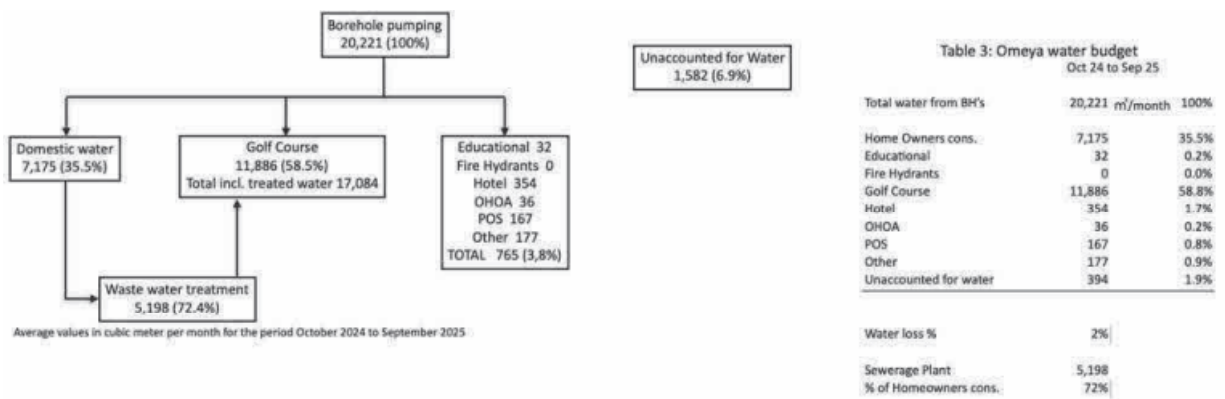 Borehole pumping
20,221 (100%)
Unaccounted for Water
1,582 (6.9%)
Domestic water
7,175 (35.5%)
Golf Course
11,886 (58.5%)
Total incl. treated water 17,084
Educational 32
Fire Hydrants 0
Hotel 354
OHOA 36
POS 167
Other 177
TOTAL 765 (3,8%)
Waste water treatment
5,198 (72.4%)
Average values in cubic meter per month for the period October 2024 to September 2025
Table 3: Omeya water budget
Oct 24 to Sep 25
Total water from BH's 20,221 m³/month 100%
Home Owners cons. 7,175 35.5%
Educational 32 0.2%
Fire Hydrants 0 0.0%
Golf Course 11,886 58.8%
Hotel 354 1.7%
OHOA 36 0.2%
POS 167 0.8%
Other 177 0.9%
Unaccounted for water 394 1.9%
Water loss % 2%
Sewerage Plant 5,198
% of Homeowners cons. 72%